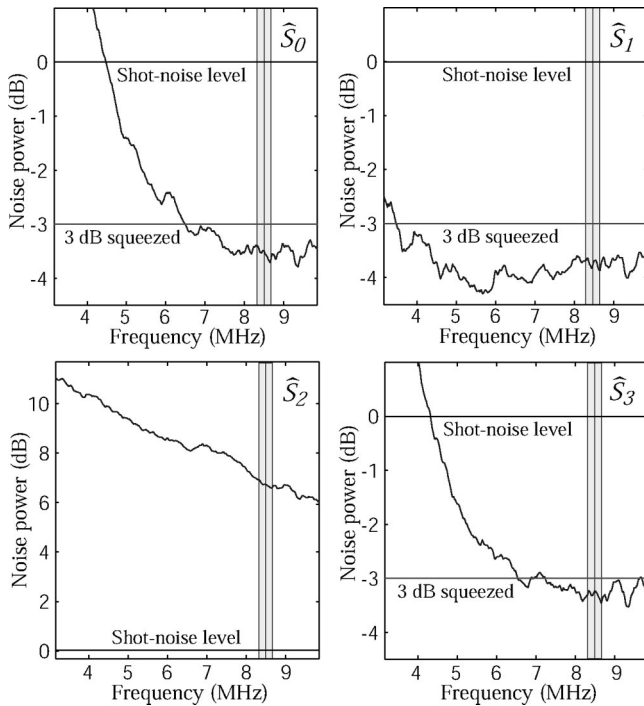 Ŝ0
0
Shot-noise level
-1
-2
-3
3 dB squeezed
-4
Noise power (dB)
4 5 6 7 8 9
Frequency (MHz)
Ŝ1
0
Shot-noise level
-1
-2
-3
3 dB squeezed
-4
Noise power (dB)
4 5 6 7 8 9
Frequency (MHz)
Ŝ2
10
8
6
4
2
Shot-noise level
0
Noise power (dB)
4 5 6 7 8 9
Frequency (MHz)
Ŝ3
0
Shot-noise level
-1
-2
-3
3 dB squeezed
-4
Noise power (dB)
4 5 6 7 8 9
Frequency (MHz)